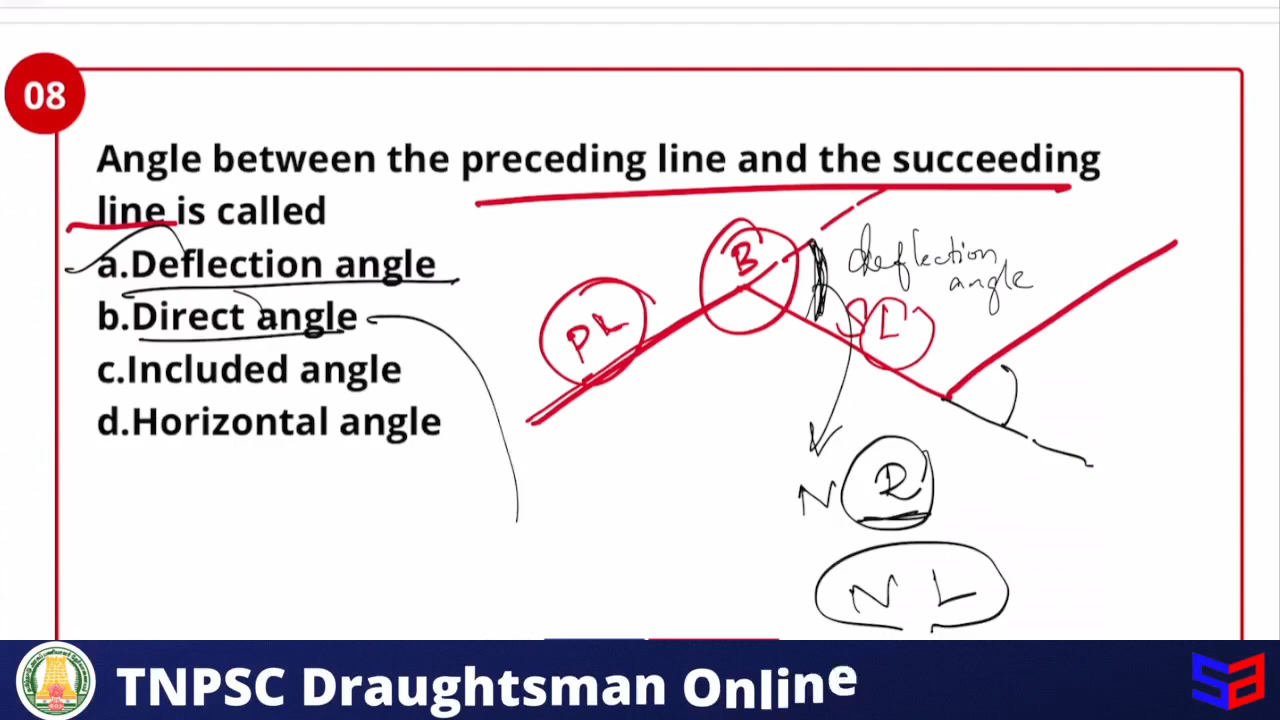 08
Angle between the preceding line and the succeeding
line is called
a.Deflection angle
b.Direct angle
c.Included angle
d.Horizontal angle
B
PL
deflection
angle
SL
N R
N L
TNPSC Draughtsman Online
SA